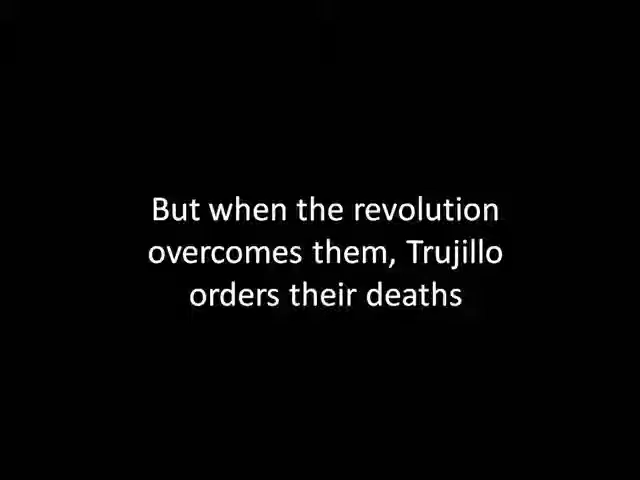 But when the revolution
overcomes them, Trujillo
orders their deaths